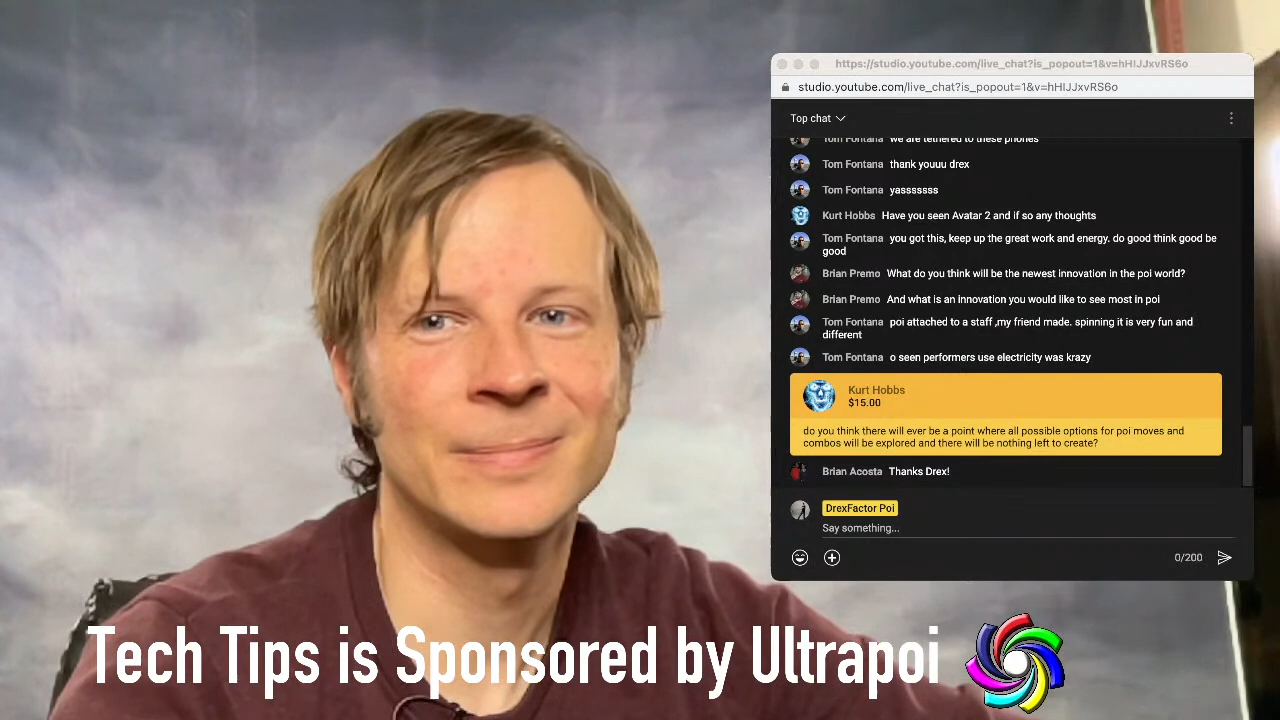 https://studio.youtube.com/live_chat?is_popout=1&v=hHIJJxvRS6o
studio.youtube.com/live_chat?is_popout=1&v=hHIJJxvRS6o
Top chat
Tom Fontana we are tethered to these phones
Tom Fontana thank youuu drex
Tom Fontana yasssssss
Kurt Hobbs Have you seen Avatar 2 and if so any thoughts
Tom Fontana you got this, keep up the great work and energy. do good think good be
good
Brian Premo What do you think will be the newest innovation in the poi world?
Brian Premo And what is an innovation you would like to see most in poi
Tom Fontana poi attached to a staff ,my friend made. spinning it is very fun and
different
Tom Fontana o seen performers use electricity was krazy
Kurt Hobbs
$15.00
do you think there will ever be a point where all possible options for poi moves and
combos will be explored and there will be nothing left to create?
Brian Acosta Thanks Drex!
DrexFactor Poi
Say something...
0/200
Tech Tips is Sponsored by Ultrapoi